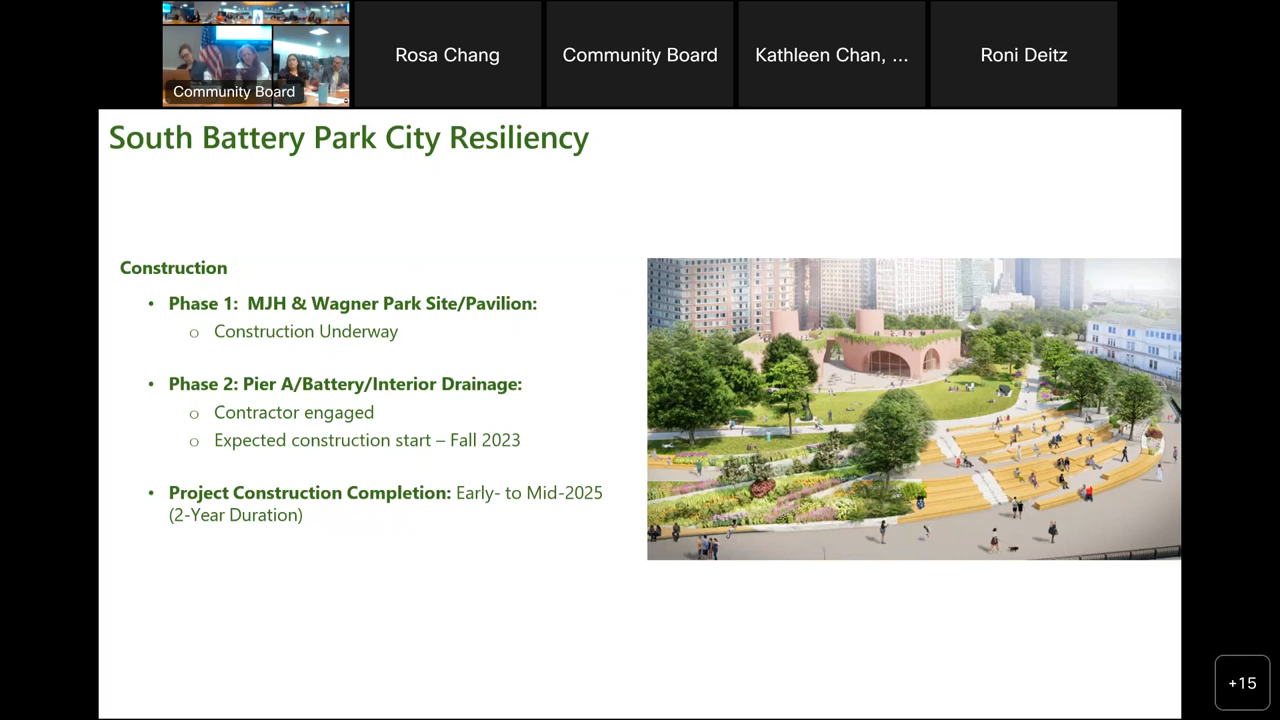 Community Board
Rosa Chang
Community Board
Kathleen Chan, ...
Roni Deitz
South Battery Park City Resiliency
Construction
• Phase 1:  MJH & Wagner Park Site/Pavilion:
o Construction Underway
• Phase 2: Pier A/Battery/Interior Drainage:
o Contractor engaged
o Expected construction start – Fall 2023
• Project Construction Completion: Early- to Mid-2025
(2-Year Duration)
+15